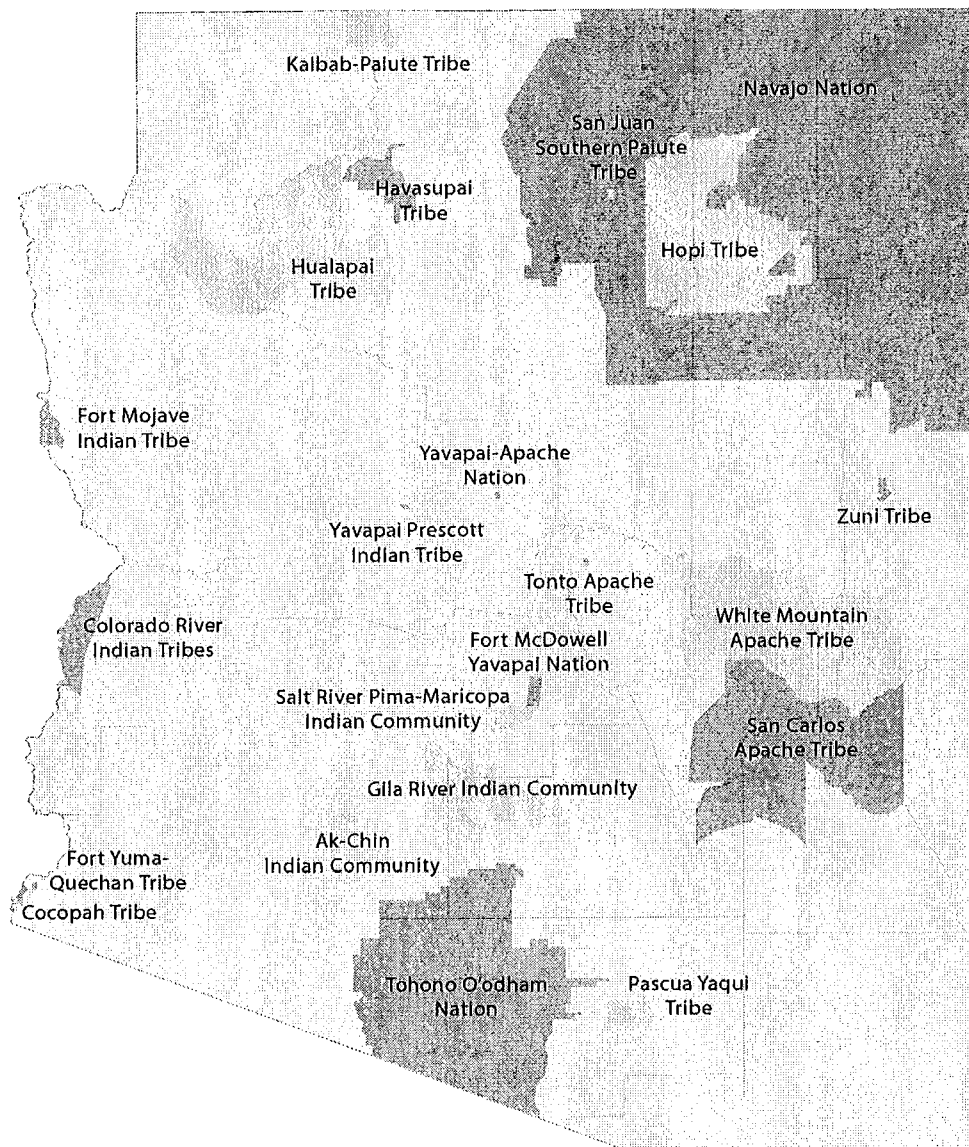 Kaibab-Paiute Tribe
Navajo Nation
San Juan
Southern Paiute
Tribe
Havasupai
Tribe
Hopi Tribe
Hualapai
Tribe
Fort Mojave
Indian Tribe
Yavapai-Apache
Nation
Zuni Tribe
Yavapai Prescott
Indian Tribe
Tonto Apache
Tribe
White Mountain
Apache Tribe
Colorado River
Indian Tribes
Fort McDowell
Yavapai Nation
Salt River Pima-Maricopa
Indian Community
San Carlos
Apache Tribe
Gila River Indian Community
Ak-Chin
Indian Community
Fort Yuma-
Quechan Tribe
Cocopah Tribe
Tohono O'odham
Nation
Pascua Yaqui
Tribe